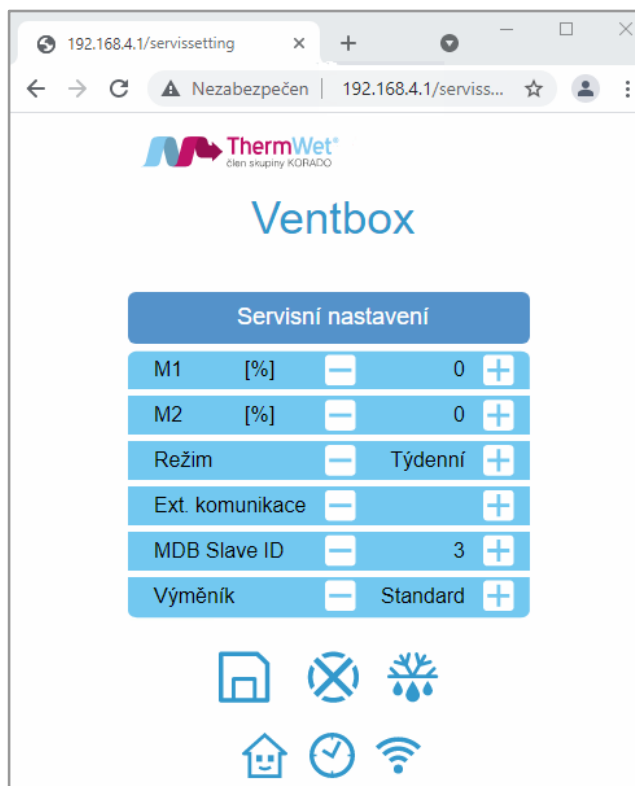 192.168.4.1/servissetting
Nezabezpečen 192.168.4.1/serviss...
ThermWet®
člen skupiny KORADO
Ventbox
Servisní nastavení
M1 [%] 0
M2 [%] 0
Režim Týdenní
Ext. komunikace
MDB Slave ID 3
Výměník Standard